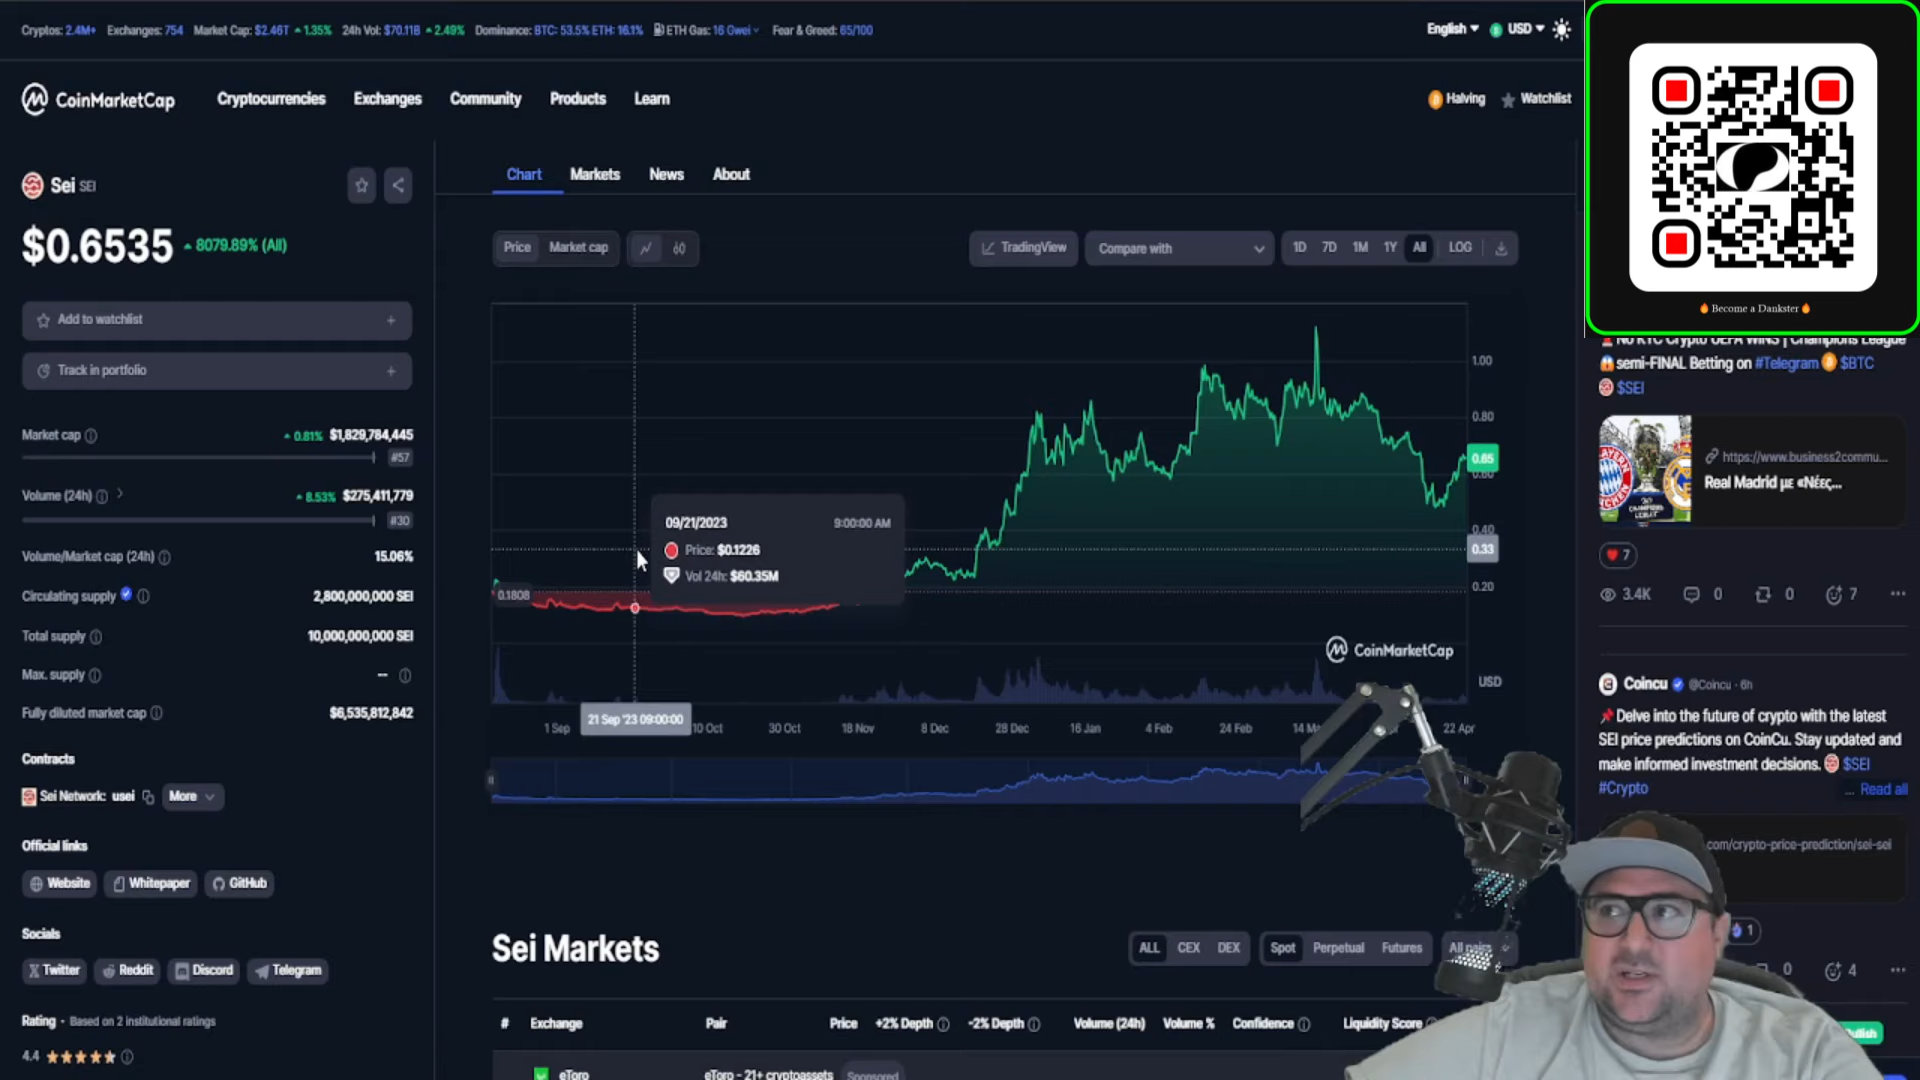 Cryptos: 2.4M+ Exchanges: 754 Market Cap: $2.46T 1.35% 24h Vol: $70.11B 2.49% Dominance: BTC: 53.5% ETH: 16.1% ETH Gas: 16 Gwei Fear & Greed: 65/100
English USD
CoinMarketCap Cryptocurrencies Exchanges Community Products Learn
Halving Watchlist
Sei SEI
$0.6535 8079.89% (All)
Add to watchlist +
Track in portfolio +
Market cap 0.81% $1,829,784,445
#57
Volume (24h) 8.53% $275,411,779
#30
Volume/Market cap (24h) 15.06%
Circulating supply 2,800,000,000 SEI
Total supply 10,000,000,000 SEI
Max. supply --
Fully diluted market cap $6,535,812,842
Contracts
Sei Network: usei More
Official links
Website Whitepaper GitHub
Socials
Twitter Reddit Discord Telegram
Rating - Based on 2 institutional ratings
4.4
Chart Markets News About
Price Market cap
TradingView Compare with 1D 7D 1M 1Y All LOG
1.00
0.80
0.65
0.60
0.40
0.33
0.20
0.1808
09/21/2023 9:00:00 AM
Price: $0.1226
Vol 24h: $60.35M
CoinMarketCap
USD
1 Sep 21 Sep '23 09:00:00 10 Oct 30 Oct 18 Nov 8 Dec 28 Dec 16 Jan 4 Feb 24 Feb 22 Apr
Sei Markets
ALL CEX DEX Spot Perpetual Futures All pairs
# Exchange Pair Price +2% Depth -2% Depth Volume (24h) Volume % Confidence Liquidity Score
eToro eToro - 21+ cryptoassets Sponsored
Become a Dankster
No KYC Crypto UEFA WINS | Champions League
semi-FINAL Betting on #Telegram $BTC
$SEI
https://www.business2commu...
Real Madrid με «Νέες...
7
3.4K 0 0 7
Coincu @Coincu · 6h
Delve into the future of crypto with the latest
SEI price predictions on CoinCu. Stay updated and
make informed investment decisions. $SEI
#Crypto ... Read all
com/crypto-price-prediction/sei-sei
1
0 4